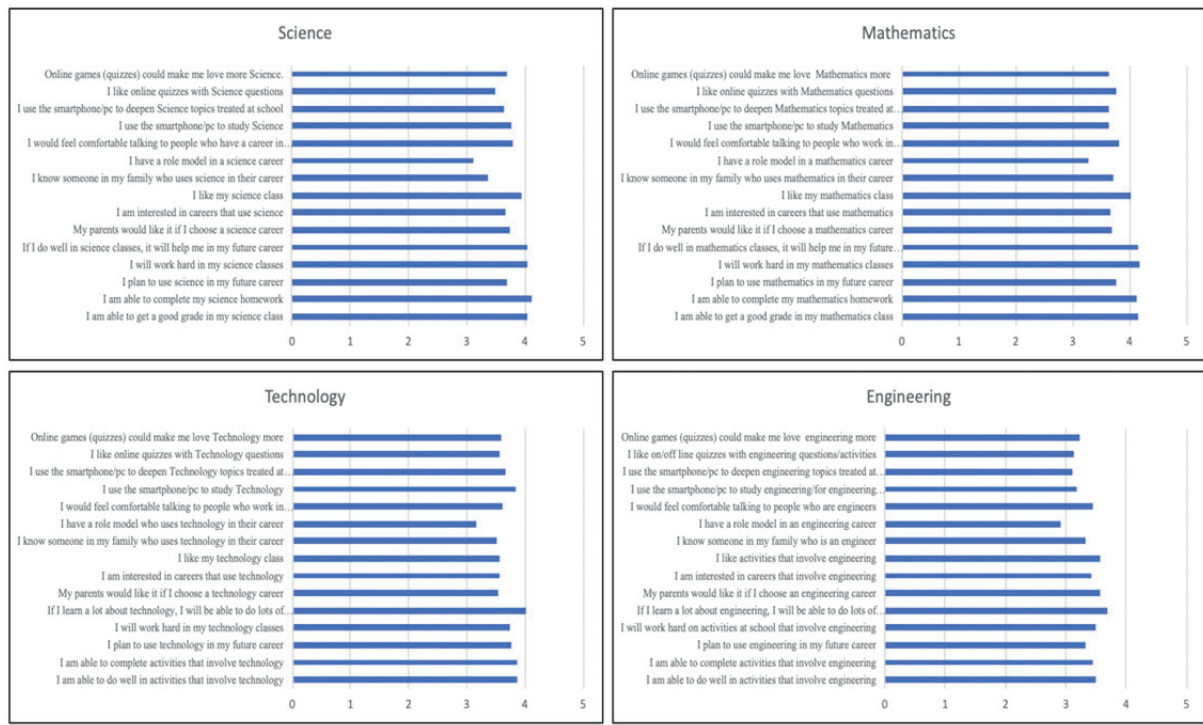 Science
Online games (quizzes) could make me love more Science.
I like online quizzes with Science questions
I use the smartphone/pc to deepen Science topics treated at school
I use the smartphone/pc to study Science
I would feel comfortable talking to people who have a career in...
I have a role model in a science career
I know someone in my family who uses science in their career
I like my science class
I am interested in careers that use science
My parents would like it if I choose a science career
If I do well in science classes, it will help me in my future career
I will work hard in my science classes
I plan to use science in my future career
I am able to complete my science homework
I am able to get a good grade in my science class
0 1 2 3 4 5
Mathematics
Online games (quizzes) could make me love Mathematics more
I like online quizzes with Mathematics questions
I use the smartphone/pc to deepen Mathematics topics treated at...
I use the smartphone/pc to study Mathematics
I would feel comfortable talking to people who work in...
I have a role model in a mathematics career
I know someone in my family who uses mathematics in their career
I like my mathematics class
I am interested in careers that use mathematics
My parents would like it if I choose a mathematics career
If I do well in mathematics classes, it will help me in my future...
I will work hard in my mathematics classes
I plan to use mathematics in my future career
I am able to complete my mathematics homework
I am able to get a good grade in my mathematics class
0 1 2 3 4 5
Technology
Online games (quizzes) could make me love Technology more
I like online quizzes with Technology questions
I use the smartphone/pc to deepen Technology topics treated at...
I use the smartphone/pc to study Technology
I would feel comfortable talking to people who work in...
I have a role model who uses technology in their career
I know someone in my family who uses technology in their career
I like my technology class
I am interested in careers that use technology
My parents would like it if I choose a technology career
If I learn a lot about technology, I will be able to do lots of...
I will work hard in my technology classes
I plan to use technology in my future career
I am able to complete activities that involve technology
I am able to do well in activities that involve technology
0 1 2 3 4 5
Engineering
Online games (quizzes) could make me love engineering more
I like on/off line quizzes with engineering questions/activities
I use the smartphone/pc to deepen engineering topics treated at...
I use the smartphone/pc to study engineering/for engineering...
I would feel comfortable talking to people who are engineers
I have a role model in an engineering career
I know someone in my family who is an engineer
I like activities that involve engineering
I am interested in careers that involve engineering
My parents would like it if I choose an engineering career
If I learn a lot about engineering, I will be able to do lots of...
I will work hard on activities at school that involve engineering
I plan to use engineering in my future career
I am able to complete activities that involve engineering
I am able to do well in activities that involve engineering
0 1 2 3 4 5